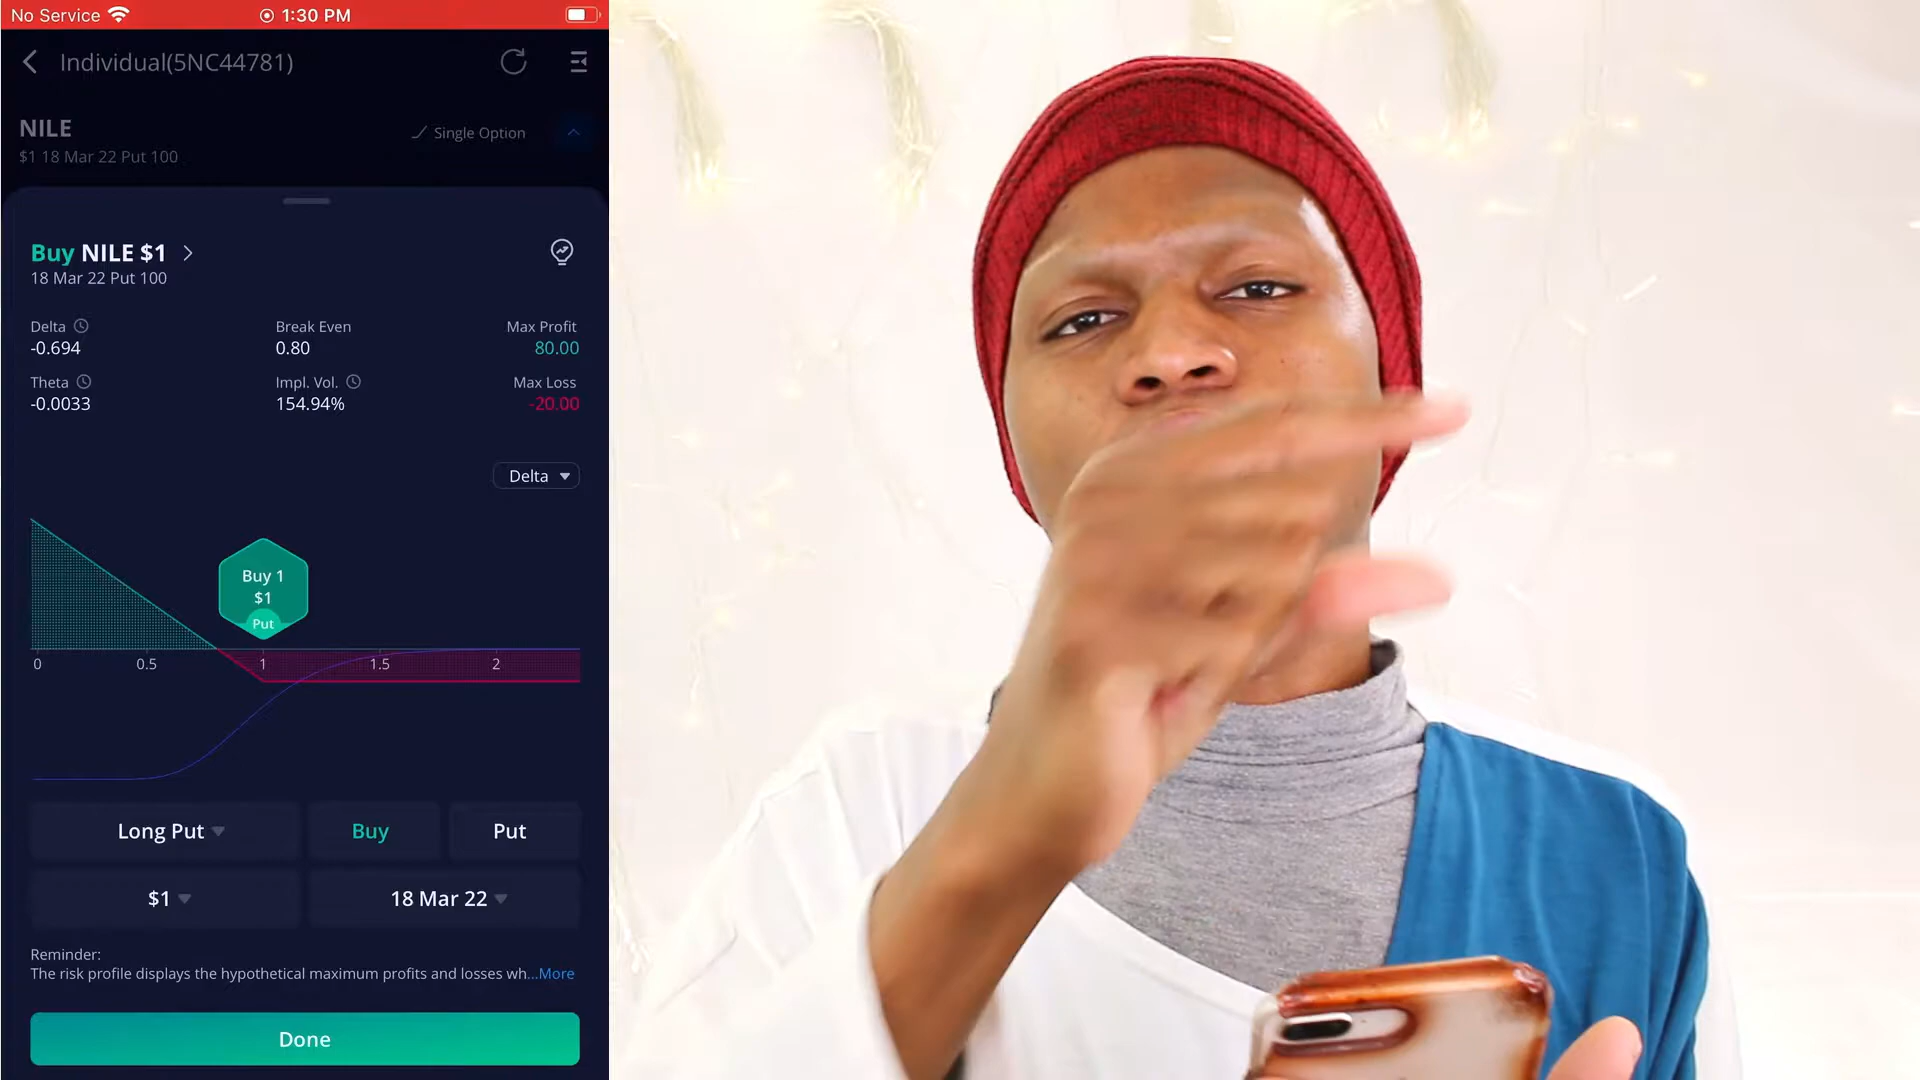 No Service 1:30 PM
Individual(5NC44781)
NILE
Single Option
$1 18 Mar 22 Put 100
Buy NILE $1
18 Mar 22 Put 100
Delta Break Even Max Profit
-0.694 0.80 80.00
Theta Impl. Vol. Max Loss
-0.0033 154.94% -20.00
Delta
Buy 1
$1
Put
0 0.5 1 1.5 2
Long Put Buy Put
$1 18 Mar 22
Reminder:
The risk profile displays the hypothetical maximum profits and losses wh...More
Done